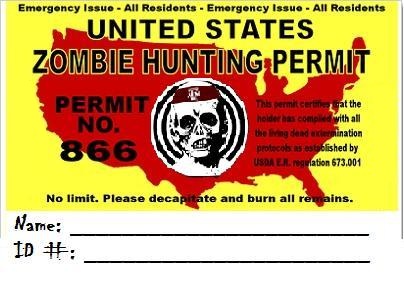 Emergency Issue - All Residents - Emergency Issue - All Residents
UNITED STATES
ZOMBIE HUNTING PERMIT
PERMIT
NO.
866
This permit certifies that the
holder has complied with all
the living dead extermination
protocols as established by
USDA E.R. regulation 673.001
No limit. Please decapitate and burn all remains.
Name:
ID #: